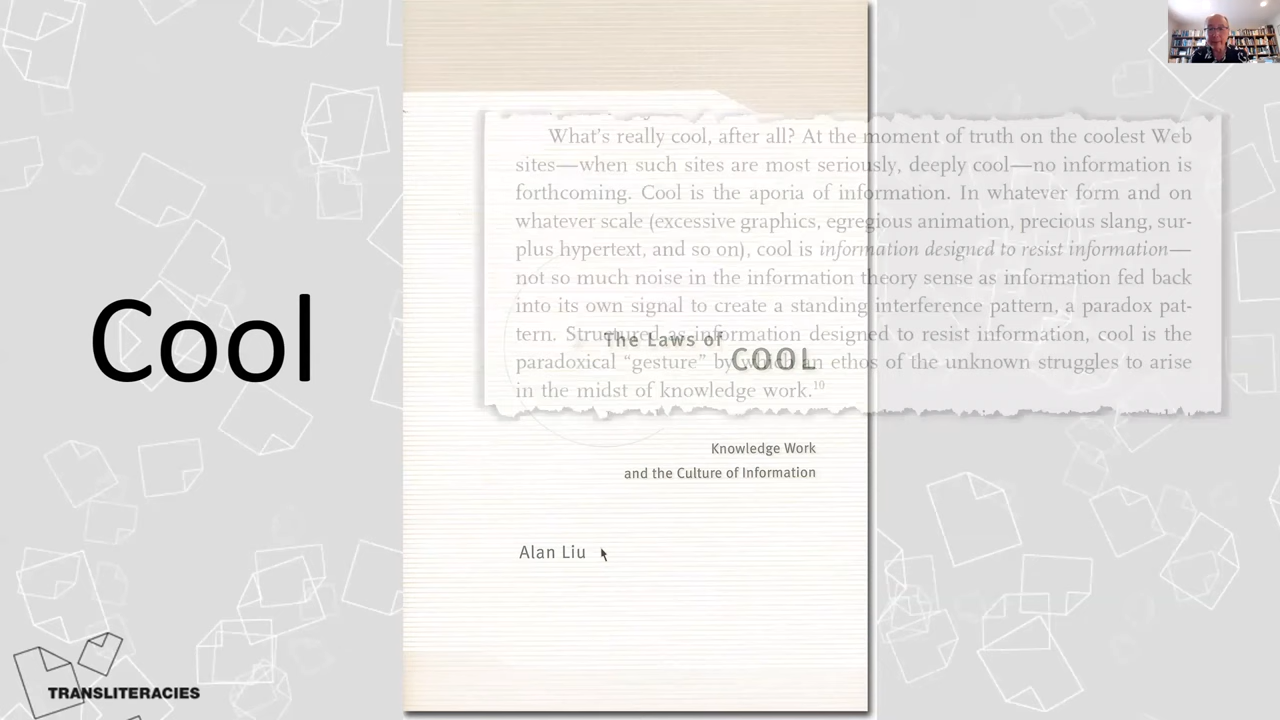 Cool
What's really cool, after all? At the moment of truth on the coolest Web
sites—when such sites are most seriously, deeply cool—no information is
forthcoming. Cool is the aporia of information. In whatever form and on
whatever scale (excessive graphics, egregious animation, precious slang, sur-
plus hypertext, and so on), cool is information designed to resist information—
not so much noise in the information theory sense as information fed back
into its own signal to create a standing interference pattern, a paradox pat-
tern. Structured as information designed to resist information, cool is the
paradoxical “gesture” by which an ethos of the unknown struggles to arise
in the midst of knowledge work.10
The Laws of
COOL
Knowledge Work
and the Culture of Information
Alan Liu
TRANSLITERACIES